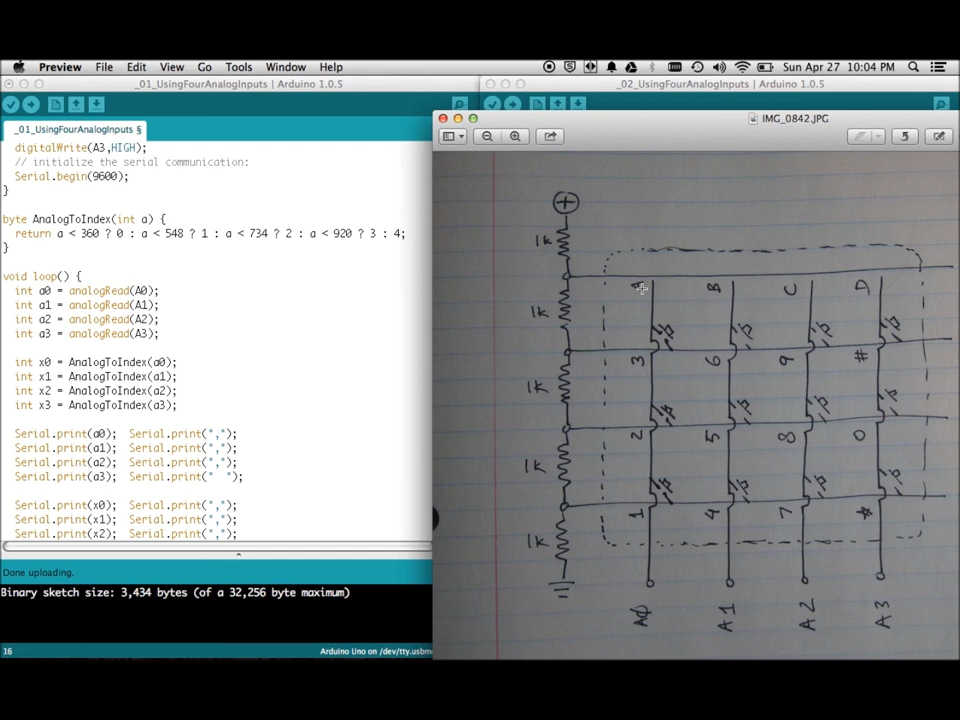 Preview File Edit View Go Tools Window Help Sun Apr 27 10:04 PM
_01_UsingFourAnalogInputs | Arduino 1.0.5
_02_UsingFourAnalogInputs | Arduino 1.0.5
_01_UsingFourAnalogInputs §
IMG_0842.JPG
digitalWrite(A3,HIGH);
// initialize the serial communication:
Serial.begin(9600);
}
byte AnalogToIndex(int a) {
return a < 360 ? 0 : a < 548 ? 1 : a < 734 ? 2 : a < 920 ? 3 : 4;
}
void loop() {
int a0 = analogRead(A0);
int a1 = analogRead(A1);
int a2 = analogRead(A2);
int a3 = analogRead(A3);
int x0 = AnalogToIndex(a0);
int x1 = AnalogToIndex(a1);
int x2 = AnalogToIndex(a2);
int x3 = AnalogToIndex(a3);
Serial.print(a0); Serial.print(",");
Serial.print(a1); Serial.print(",");
Serial.print(a2); Serial.print(",");
Serial.print(a3); Serial.print("  ");
Serial.print(x0); Serial.print(",");
Serial.print(x1); Serial.print(",");
Serial.print(x2); Serial.print(",");
Done uploading.
Binary sketch size: 3,434 bytes (of a 32,256 byte maximum)
16
Arduino Uno on /dev/tty.usbm
+
1K
1K
1K
1K
1K
A B C D
3 6 9 #
2 5 8 0
1 4 7 *
A0 A1 A2 A3